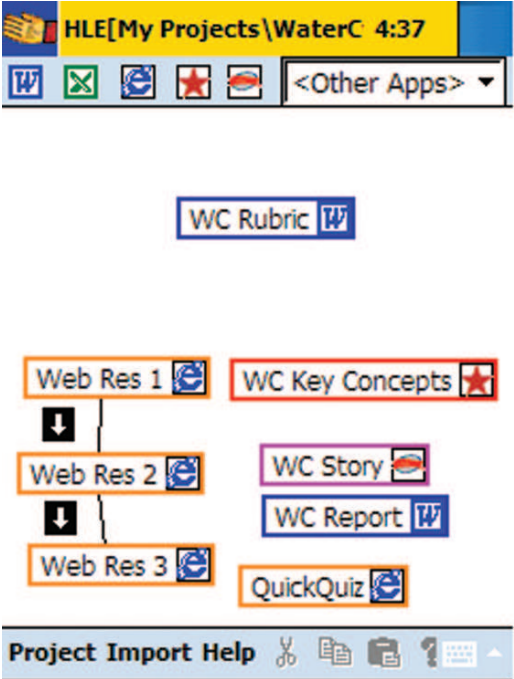 HLE[My Projects\WaterC 4:37
<Other Apps>
WC Rubric
Web Res 1
WC Key Concepts
Web Res 2
WC Story
WC Report
Web Res 3
QuickQuiz
Project Import Help